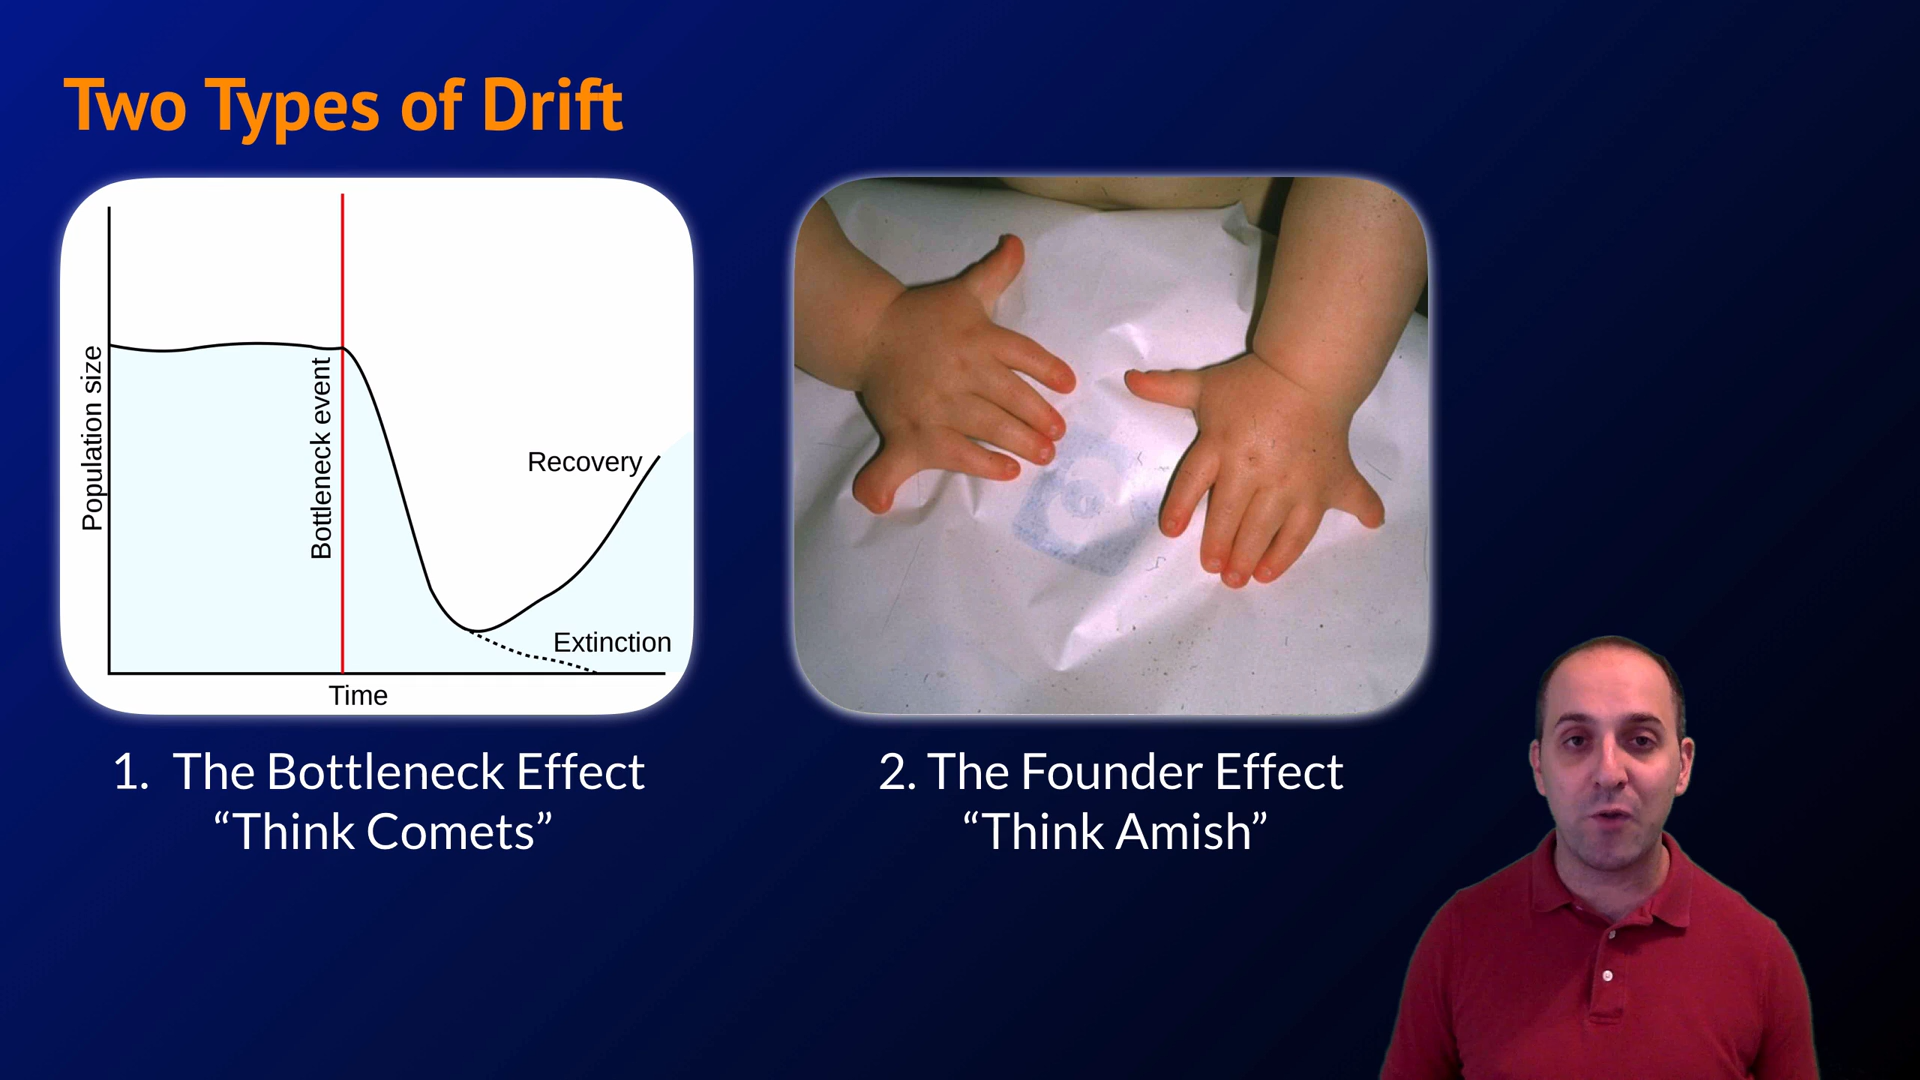 Two Types of Drift
Population size
Bottleneck event
Recovery
Extinction
Time
1. The Bottleneck Effect
“Think Comets”
2. The Founder Effect
“Think Amish”